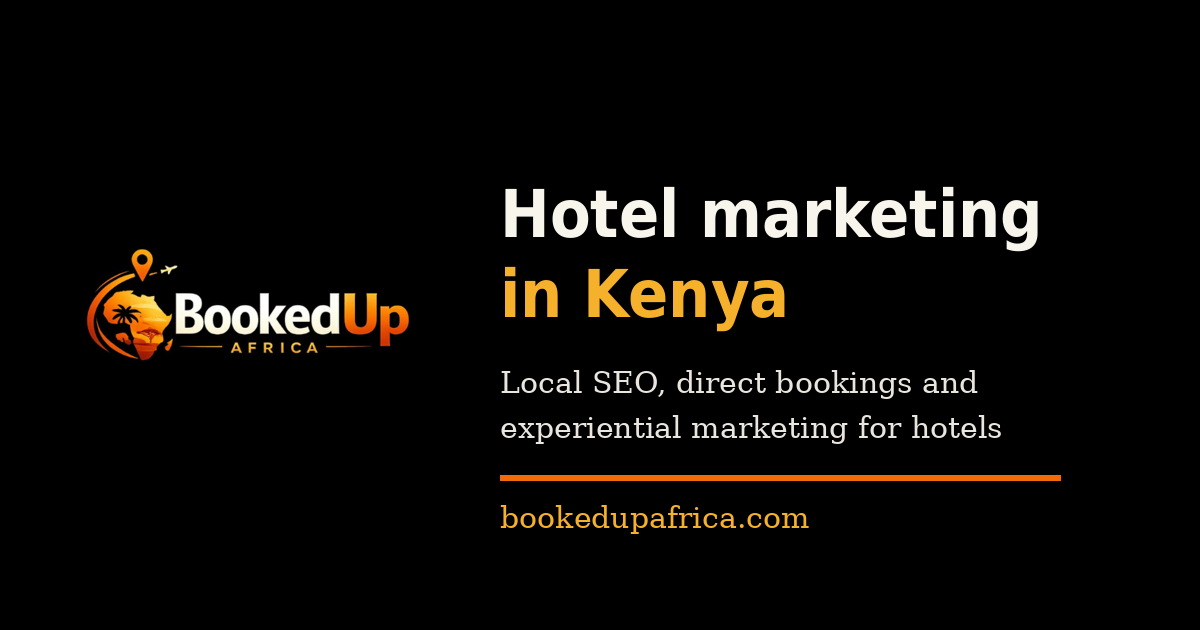 BookedUp
AFRICA
Hotel marketing
in Kenya
Local SEO, direct bookings and
experiential marketing for hotels
bookedupafrica.com